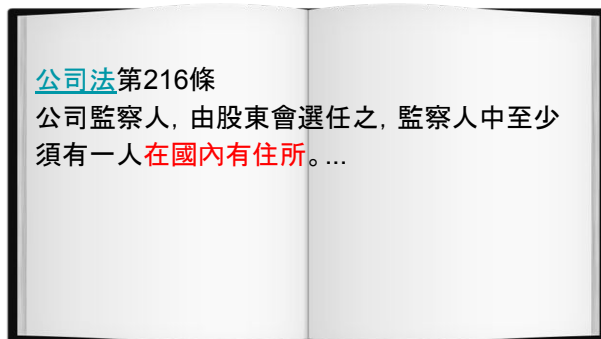 公司法第216條
公司監察人, 由股東會選任之, 監察人中至少
須有一人在國內有住所。...